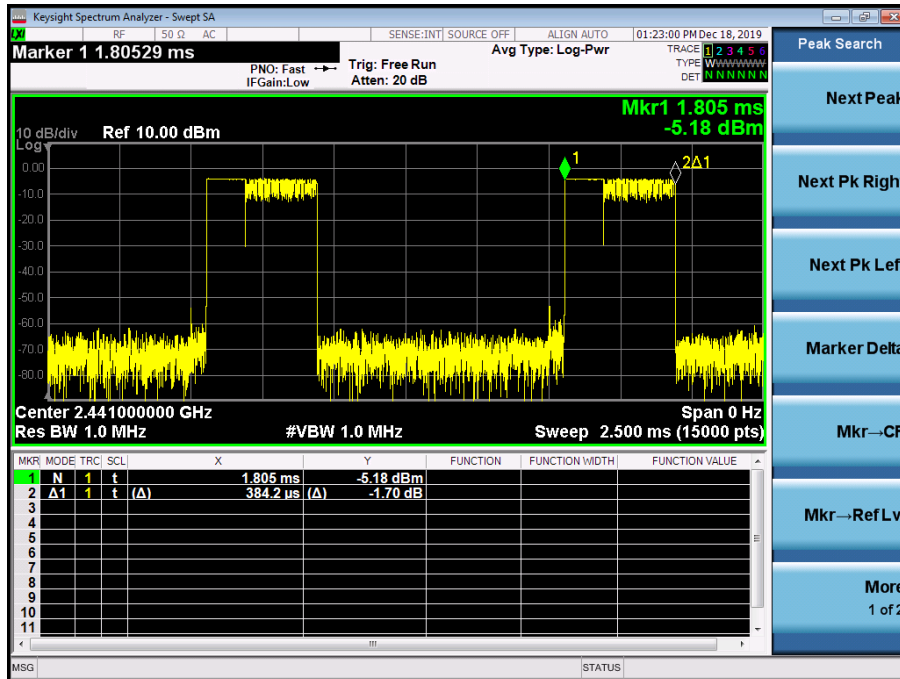 Keysight Spectrum Analyzer - Swept SA
LXI RF 50 Ω AC SENSE:INT SOURCE OFF ALIGN AUTO 01:23:00 PM Dec 18, 2019
Marker 1 1.80529 ms
PNO: Fast
IFGain:Low
Trig: Free Run
Atten: 20 dB
Avg Type: Log-Pwr
TRACE 1 2 3 4 5 6
TYPE W W W W W W
DET N N N N N N
Peak Search
Mkr1 1.805 ms
-5.18 dBm
10 dB/div Ref 10.00 dBm
Log
1
2Δ1
0.00
-10.0
-20.0
-30.0
-40.0
-50.0
-60.0
-70.0
-80.0
Center 2.441000000 GHz Span 0 Hz
Res BW 1.0 MHz #VBW 1.0 MHz Sweep 2.500 ms (15000 pts)
MKR MODE TRC SCL X Y FUNCTION FUNCTION WIDTH FUNCTION VALUE
1 N 1 t 1.805 ms -5.18 dBm
2 Δ1 1 t (Δ) 384.2 µs (Δ) -1.70 dB
3
4
5
6
7
8
9
10
11
MSG STATUS
Next Peak
Next Pk Righ
Next Pk Lef
Marker Delta
Mkr→CF
Mkr→Ref Lv
More
1 of 2